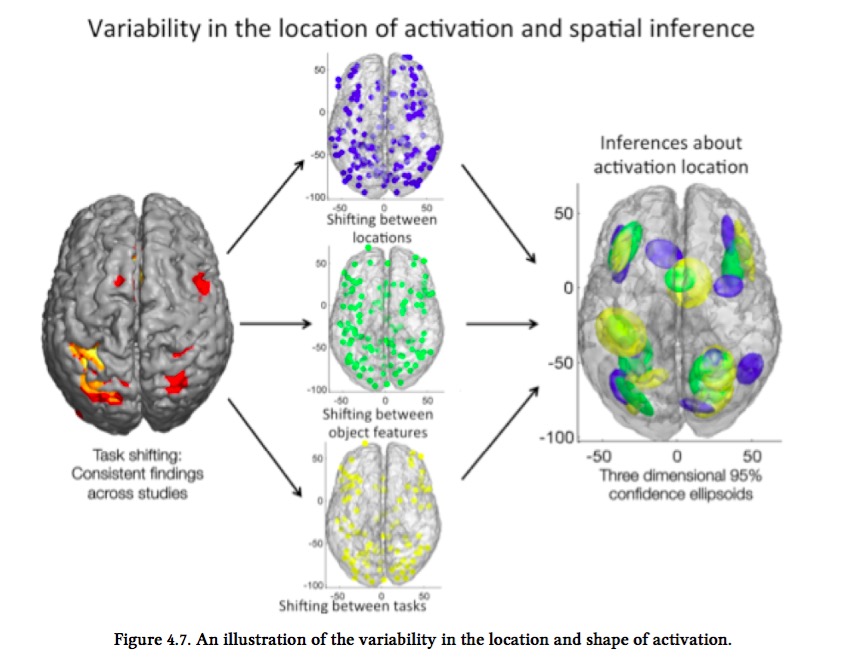 Variability in the location of activation and spatial inference
50
0
-50
-100
-50
0
50
Shifting between
locations
50
0
-50
-100
-50
0
50
Shifting between
object features
50
0
-50
-100
-50
0
50
Shifting between tasks
Task shifting:
Consistent findings
across studies
Inferences about
activation location
50
0
-50
-100
-50
0
50
Three dimensional 95%
confidence ellipsoids
Figure 4.7. An illustration of the variability in the location and shape of activation.